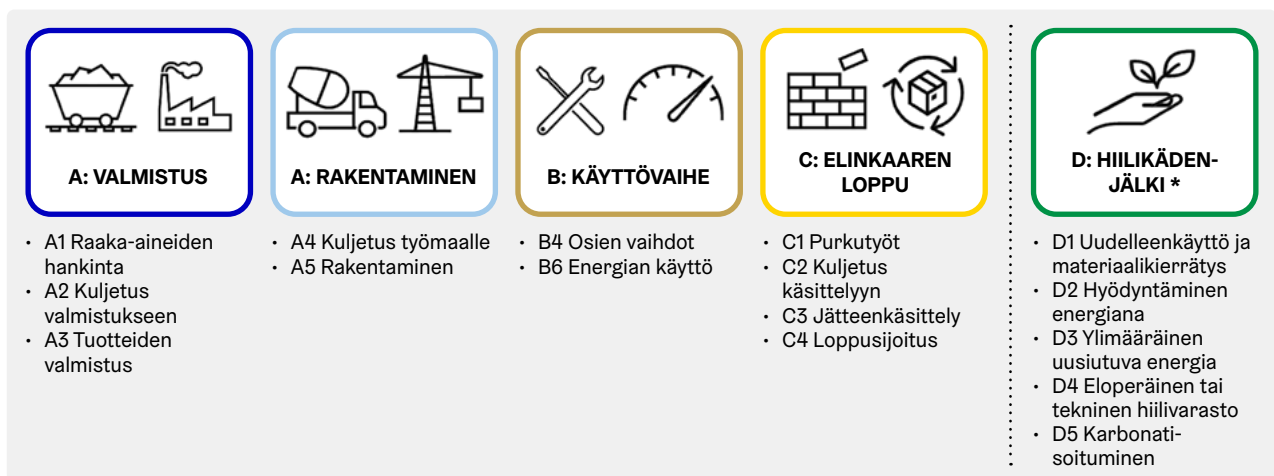 A: VALMISTUS
• A1 Raaka-aineiden
hankinta
• A2 Kuljetus
valmistukseen
• A3 Tuotteiden
valmistus
A: RAKENTAMINEN
• A4 Kuljetus työmaalle
• A5 Rakentaminen
B: KÄYTTÖVAIHE
• B4 Osien vaihdot
• B6 Energian käyttö
C: ELINKAAREN
LOPPU
• C1 Purkutyöt
• C2 Kuljetus
käsittelyyn
• C3 Jätteenkäsittely
• C4 Loppusijoitus
D: HIILIKÄDEN-
JÄLKI *
• D1 Uudelleenkäyttö ja
materiaalikierrätys
• D2 Hyödyntäminen
energiana
• D3 Ylimääräinen
uusiutuva energia
• D4 Eloperäinen tai
tekninen hiilivarasto
• D5 Karbonati-
soituminen